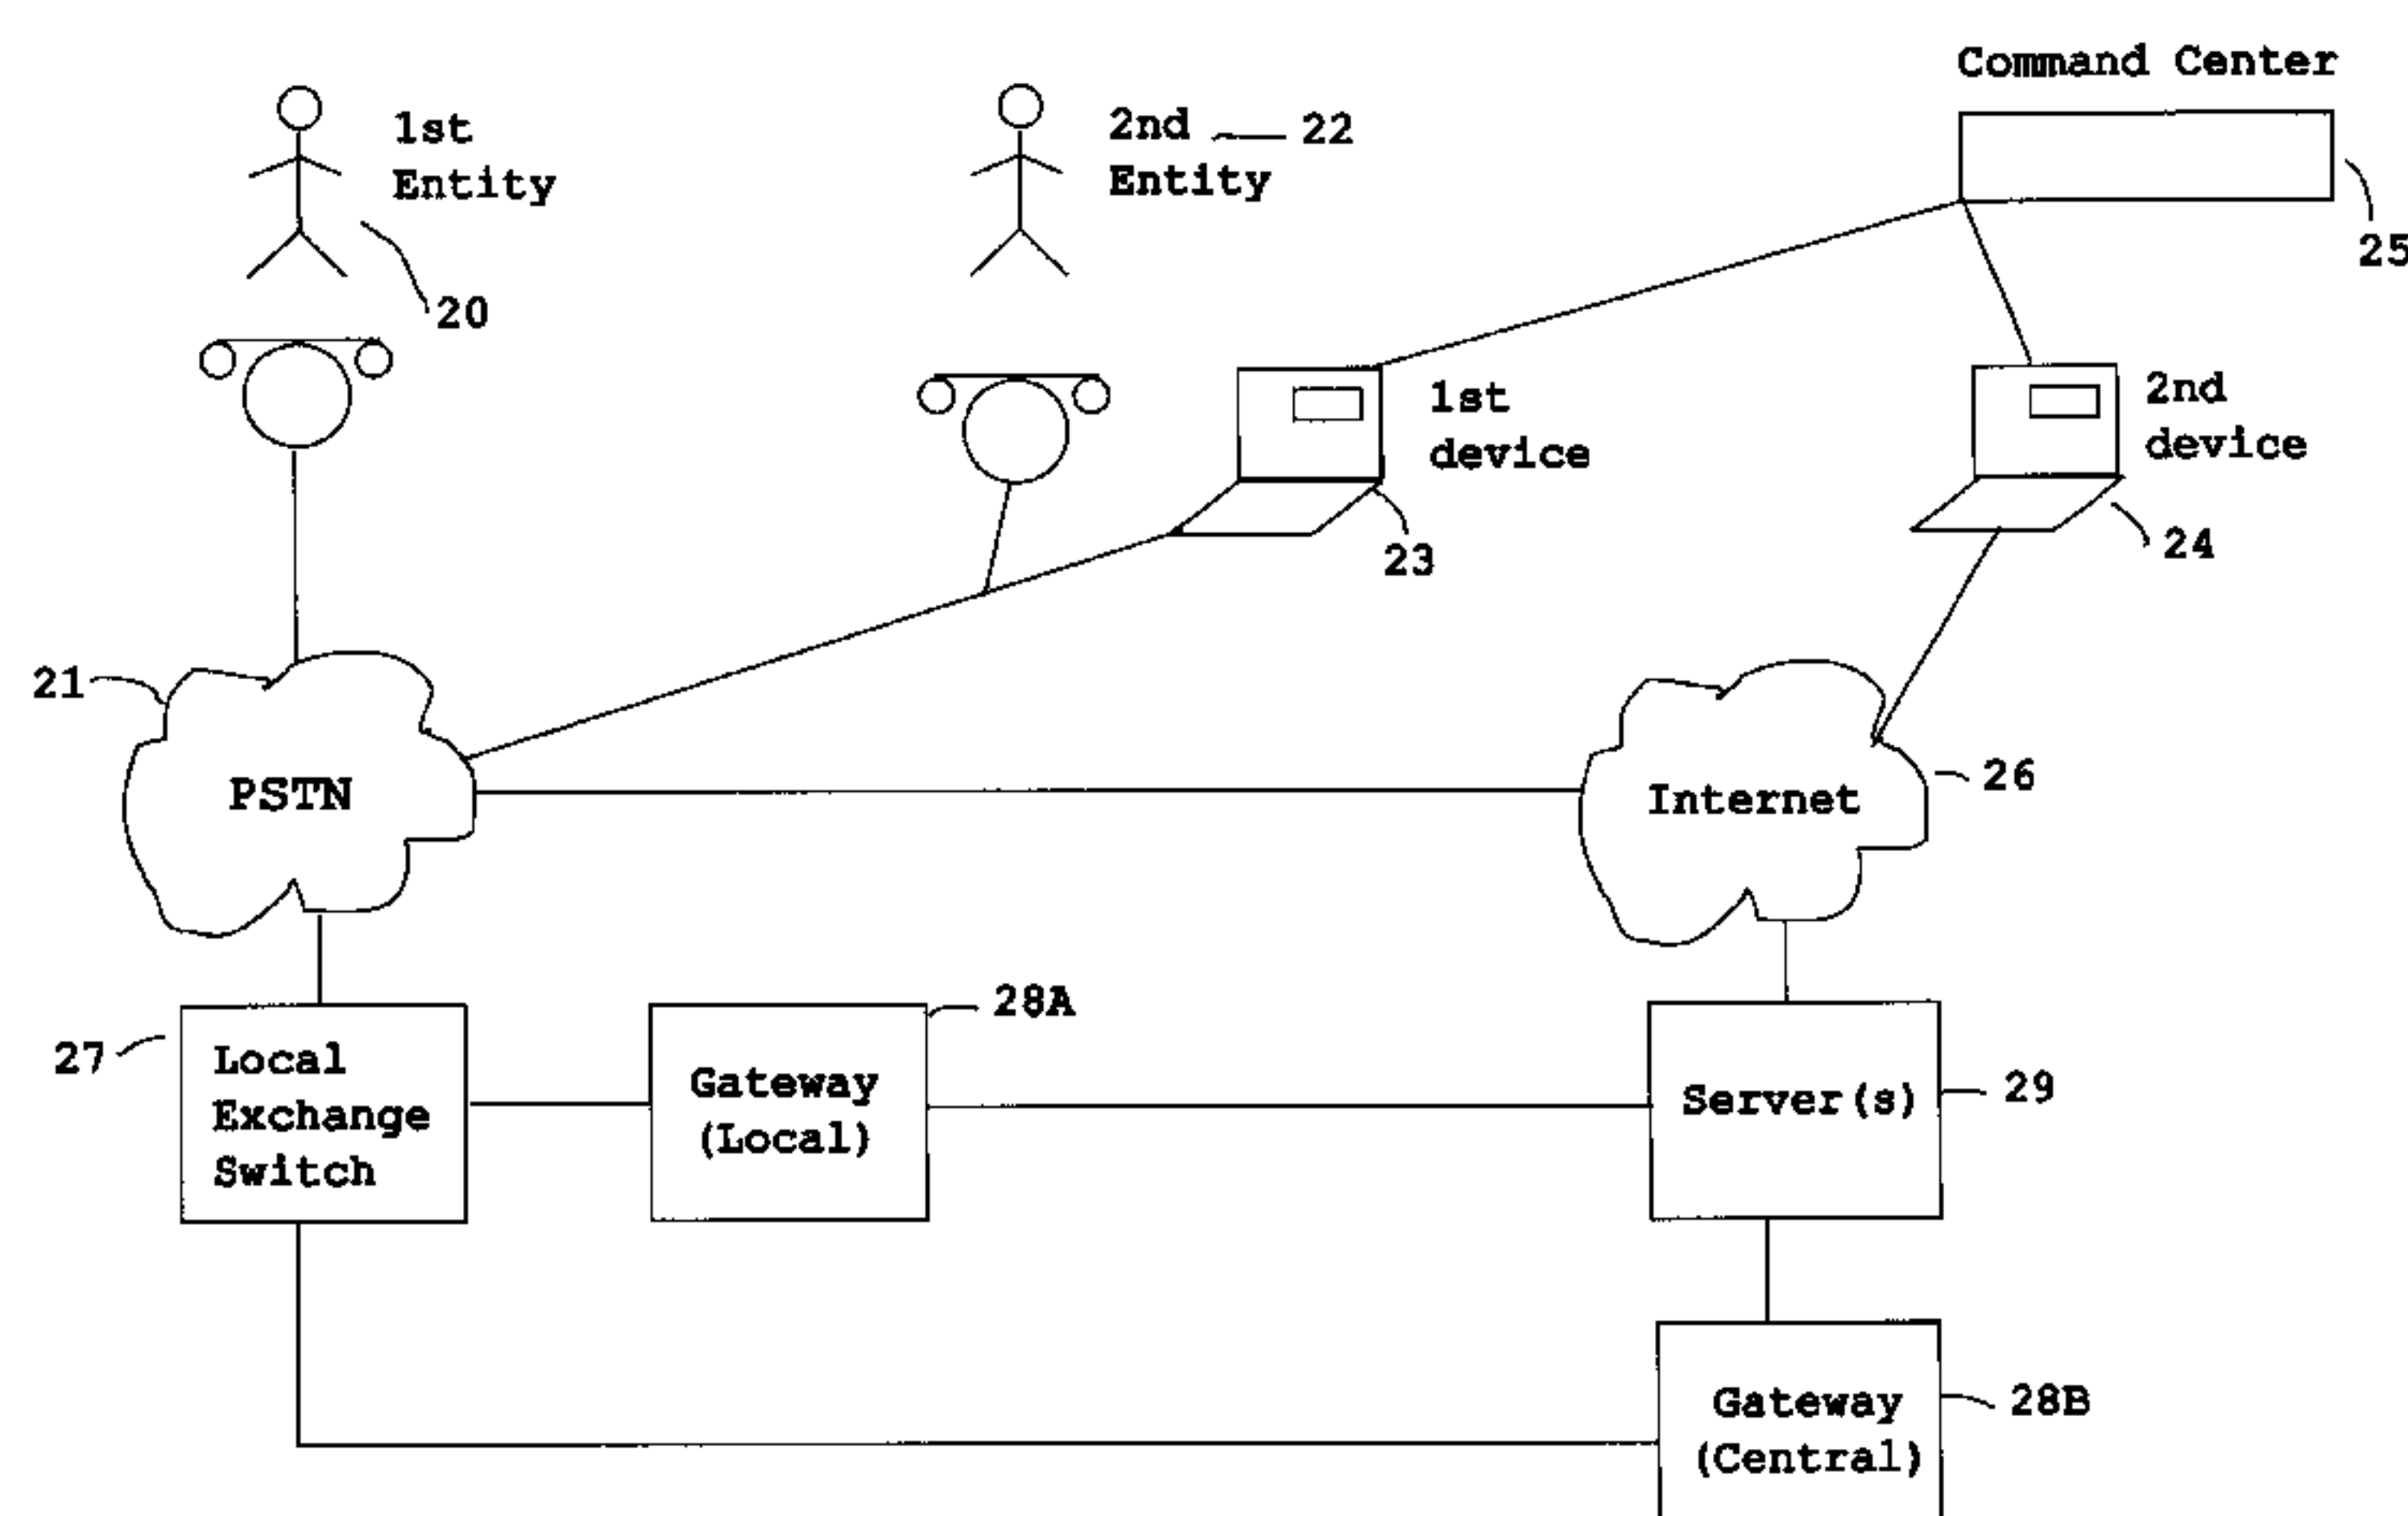 Command Center
1st
Entity
2nd
22
Entity
25
20
1st
device
2nd
device
23
24
21
PSTN
Internet
26
27
Local
Exchange
Switch
28A
Gateway
(Local)
Server(s)
29
Gateway
(Central)
28B